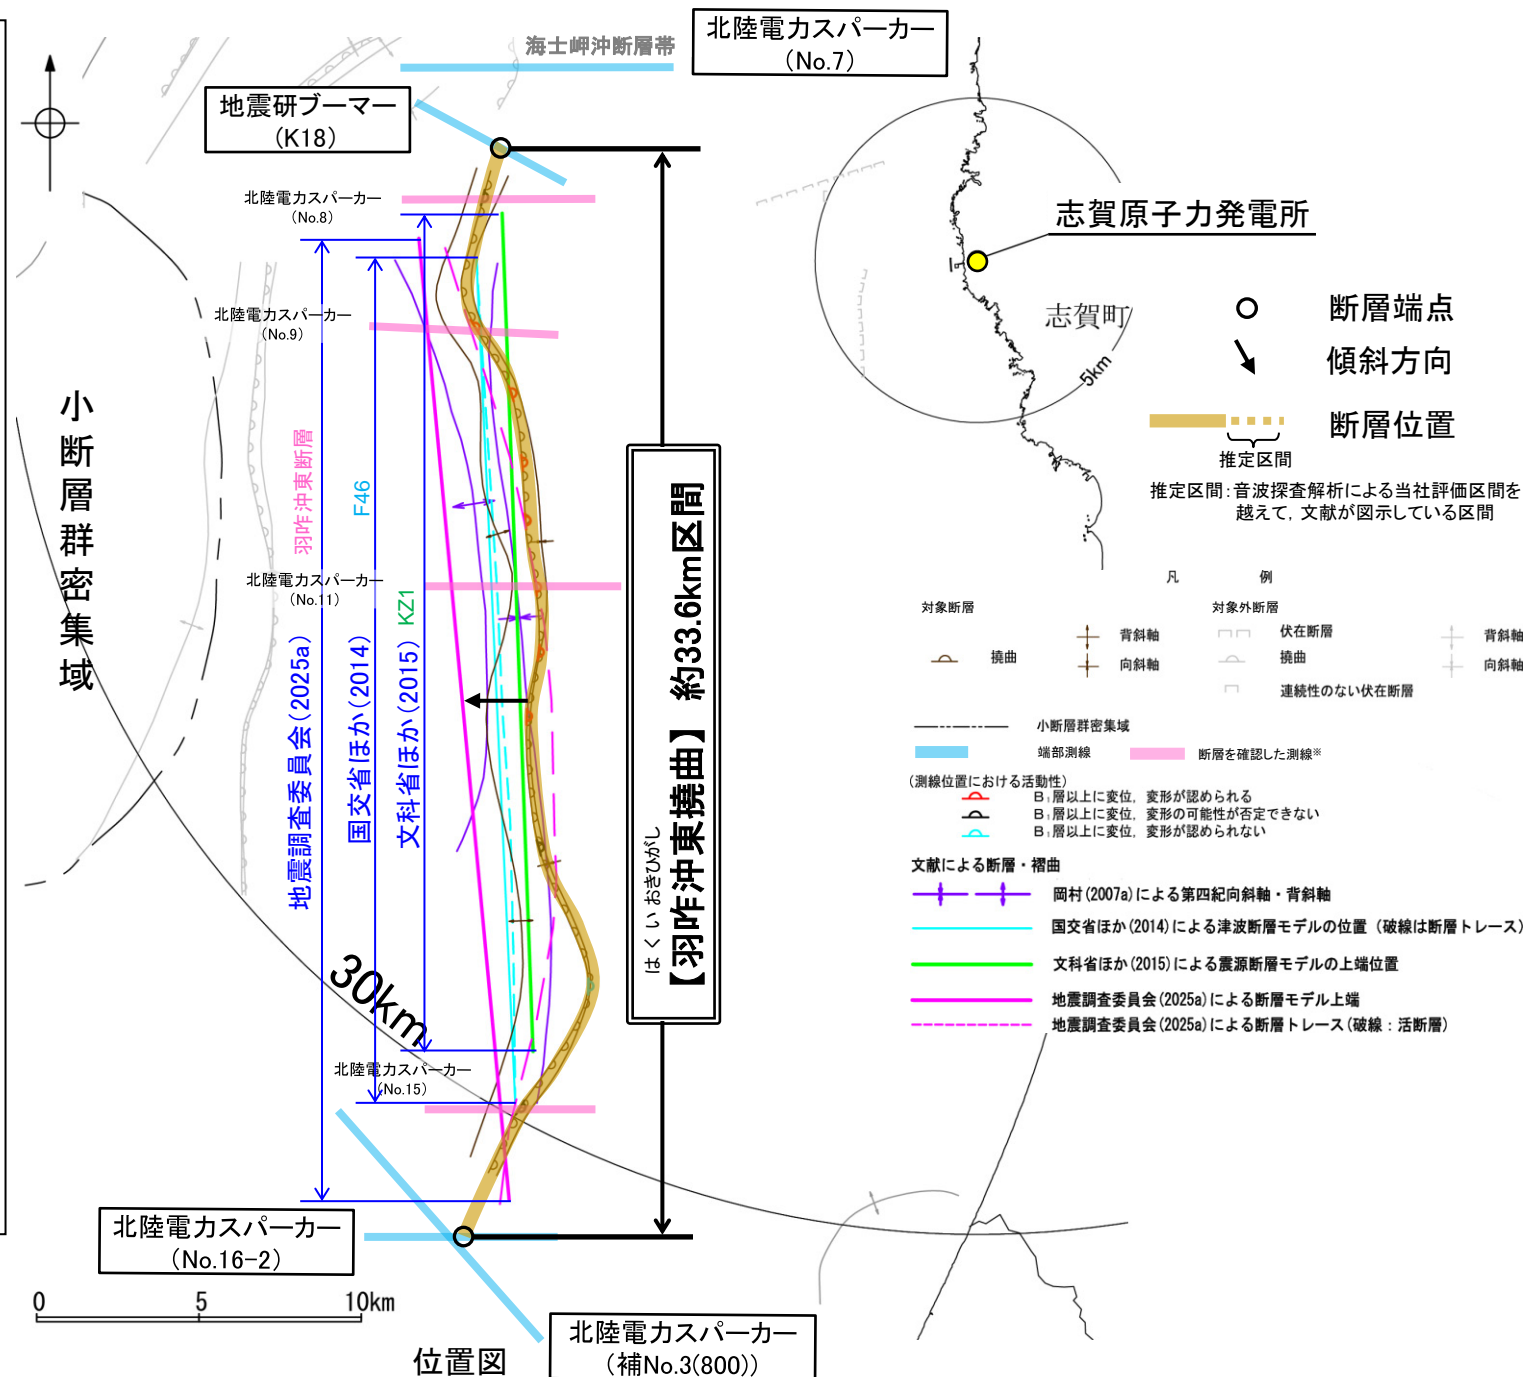 海士岬沖断層帯
北陸電力スパーカー
（No.7）
地震研ブーマー
（K18）
北陸電力スパーカー
（No.8）
北陸電力スパーカー
（No.9）
志賀原子力発電所
志賀町
5km
断層端点
傾斜方向
断層位置
推定区間
推定区間：音波探査解析による当社評価区間を
越えて，文献が図示している区間
小断層群密集域
羽咋沖東断層
F46
KZ1
北陸電力スパーカー
（No.11）
地震調査委員会(2025a)
国交省ほか(2014)
文科省ほか(2015)
はくいおきひがし
【羽咋沖東撓曲】 約33.6km区間
30km
北陸電力スパーカー
（No.15）
凡　例
対象断層
対象外断層
撓曲
背斜軸
向斜軸
伏在断層
撓曲
連続性のない伏在断層
背斜軸
向斜軸
小断層群密集域
端部測線
断層を確認した測線※
(測線位置における活動性)
B₁層以上に変位，変形が認められる
B₁層以上に変位，変形の可能性が否定できない
B₁層以上に変位，変形が認められない
文献による断層・褶曲
岡村(2007a)による第四紀向斜軸・背斜軸
国交省ほか(2014)による津波断層モデルの位置（破線は断層トレース）
文科省ほか(2015)による震源断層モデルの上端位置
地震調査委員会(2025a)による断層モデル上端
地震調査委員会(2025a)による断層トレース(破線：活断層)
北陸電力スパーカー
（No.16-2）
北陸電力スパーカー
（補No.3(800)）
0 5 10km
位置図